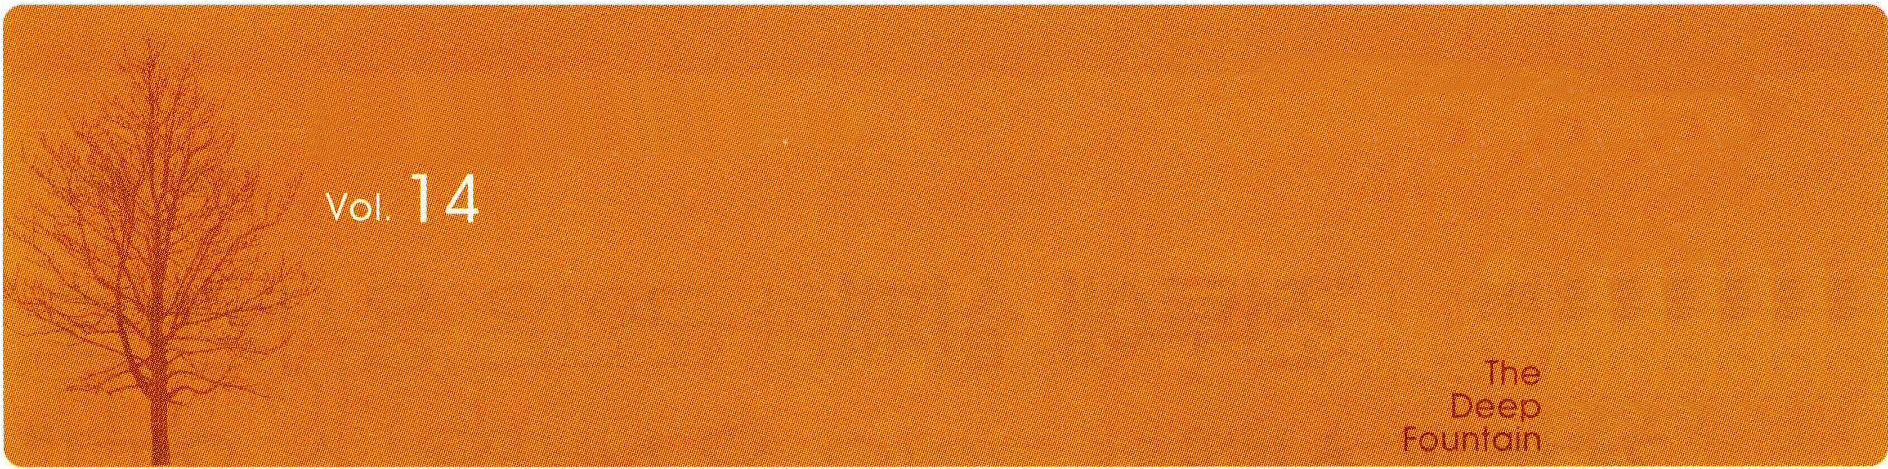 Vol. 14
The
Deep
Fountain